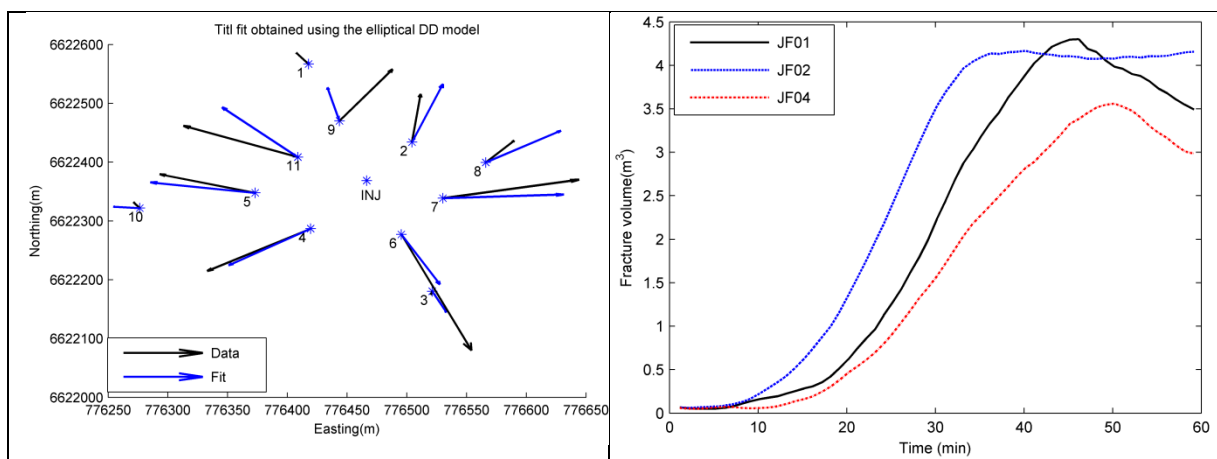 Titl fit obtained using the elliptical DD model
6622600
6622500
6622400
6622300
6622200
6622100
6622000
Northing(m)
1
9
2
11
8
INJ
5
7
10
4
6
3
Data
Fit
776250 776300 776350 776400 776450 776500 776550 776600 776650
Easting(m)
4.5
4
3.5
3
2.5
2
1.5
1
0.5
0
Fracture volume(m³)
JF01
JF02
JF04
0 10 20 30 40 50 60
Time (min)